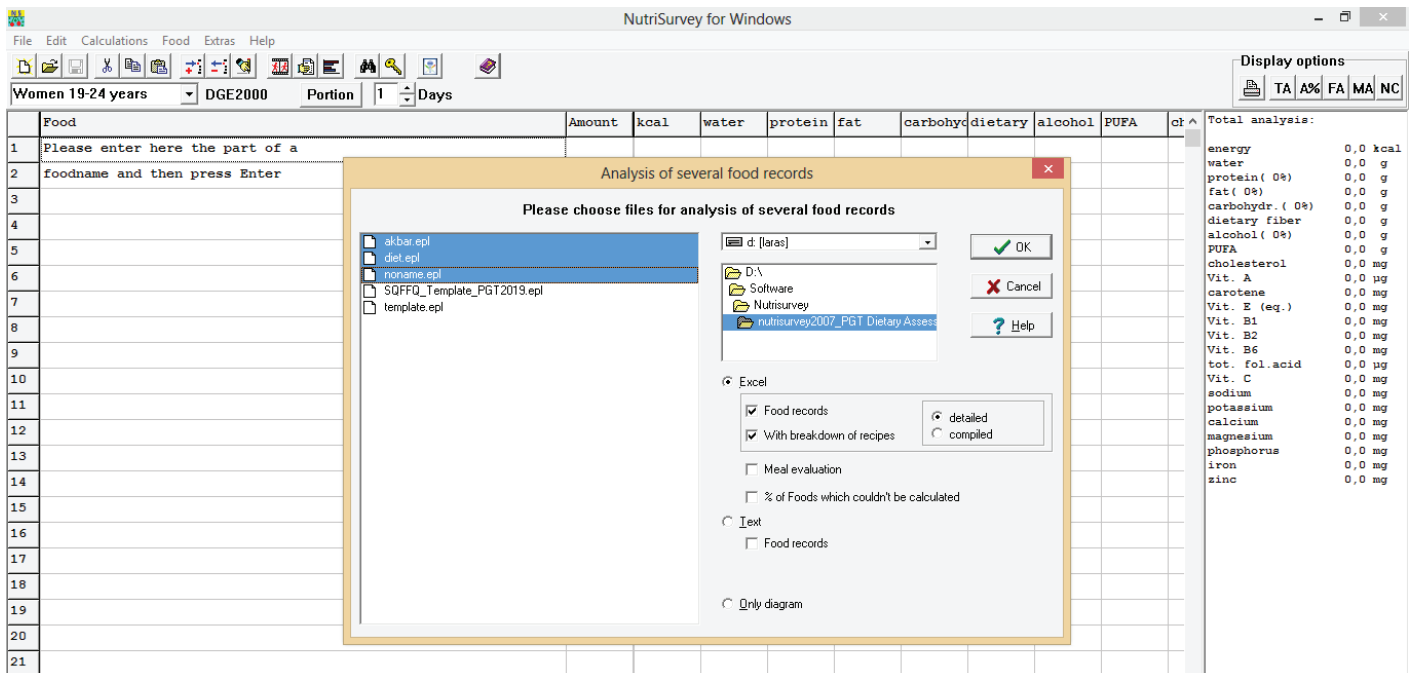 NutriSurvey for Windows
File Edit Calculations Food Extras Help
Display options
TA A% FA MA NC
Women 19-24 years DGE2000 Portion 1 Days
Food Amount kcal water protein fat carbohyd dietary alcohol PUFA ch
1 Please enter here the part of a
2 foodname and then press Enter
3
4
5
6
7
8
9
10
11
12
13
14
15
16
17
18
19
20
21
Analysis of several food records
Please choose files for analysis of several food records
akbar.epl
diet.epl
noname.epl
SQFFQ_Template_PGT2019.epl
template.epl
d: [laras]
D:\
Software
Nutrisurvey
nutrisurvey2007_PGT Dietary Assess
OK
Cancel
Help
Excel
Food records
With breakdown of recipes
detailed
compiled
Meal evaluation
% of Foods which couldn't be calculated
Text
Food records
Only diagram
Total analysis:
energy 0,0 kcal
water 0,0 g
protein( 0%) 0,0 g
fat( 0%) 0,0 g
carbohydr.( 0%) 0,0 g
dietary fiber 0,0 g
alcohol( 0%) 0,0 g
PUFA 0,0 g
cholesterol 0,0 mg
Vit. A 0,0 µg
carotene 0,0 mg
Vit. E (eq.) 0,0 mg
Vit. B1 0,0 mg
Vit. B2 0,0 mg
Vit. B6 0,0 mg
tot. fol.acid 0,0 µg
Vit. C 0,0 mg
sodium 0,0 mg
potassium 0,0 mg
calcium 0,0 mg
magnesium 0,0 mg
phosphorus 0,0 mg
iron 0,0 mg
zinc 0,0 mg